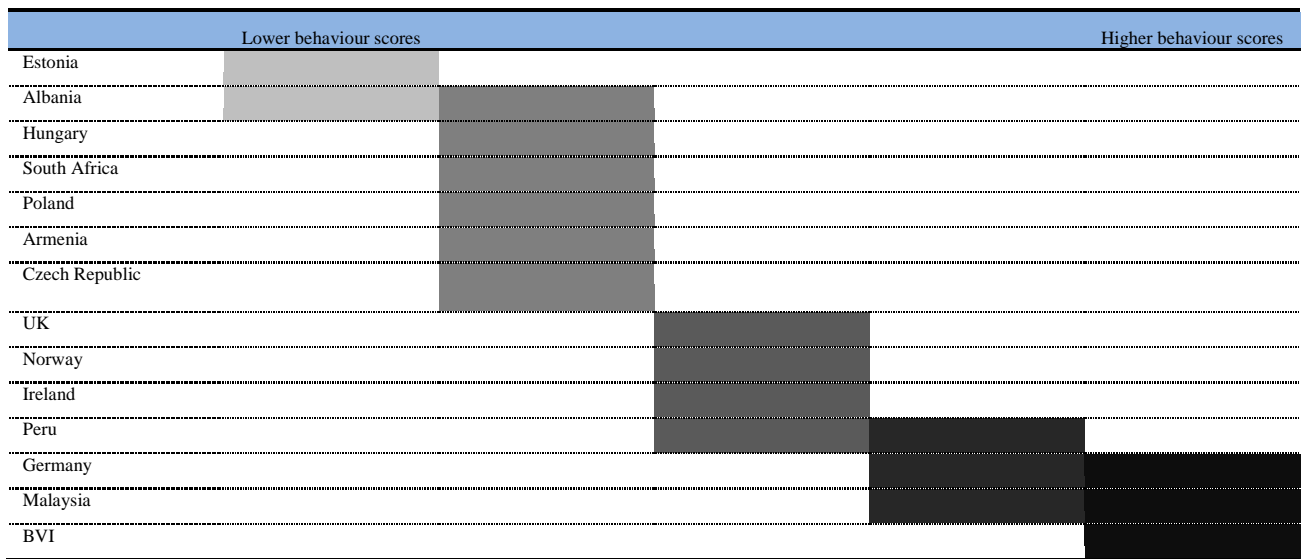 Lower behaviour scores Higher behaviour scores
Estonia
Albania
Hungary
South Africa
Poland
Armenia
Czech Republic
UK
Norway
Ireland
Peru
Germany
Malaysia
BVI